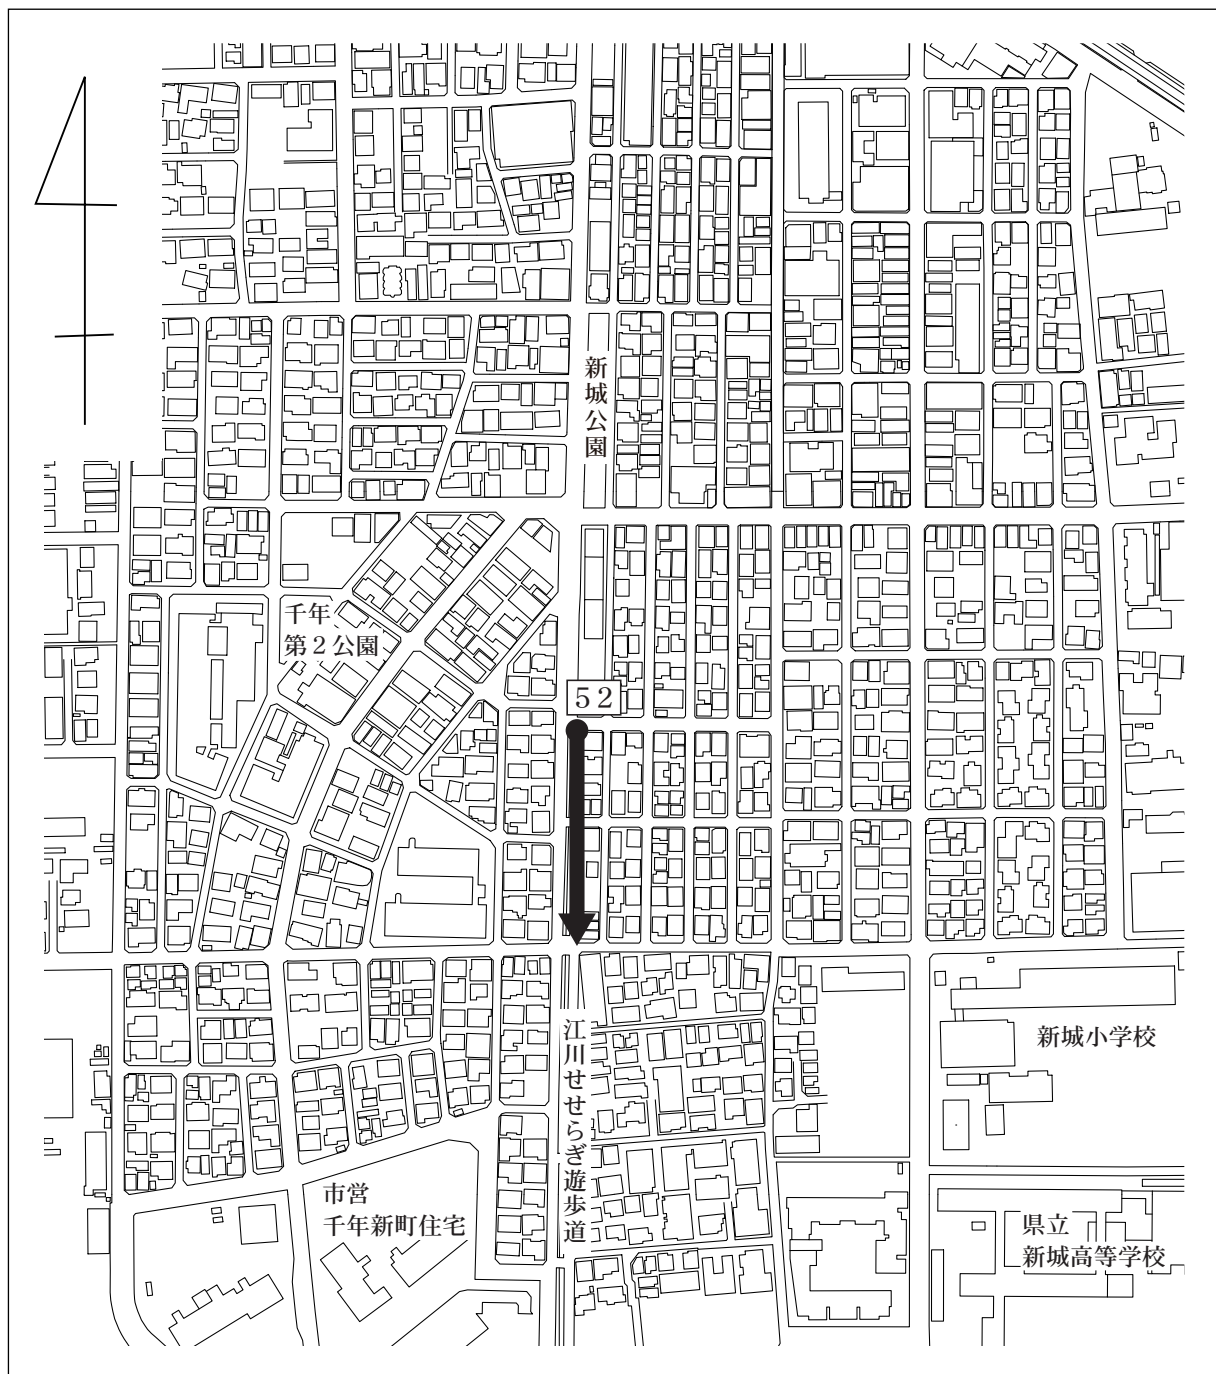 新城公園
千年
第２公園
５２
江川せせらぎ遊歩道
新城小学校
市営
千年新町住宅
県立
新城高等学校